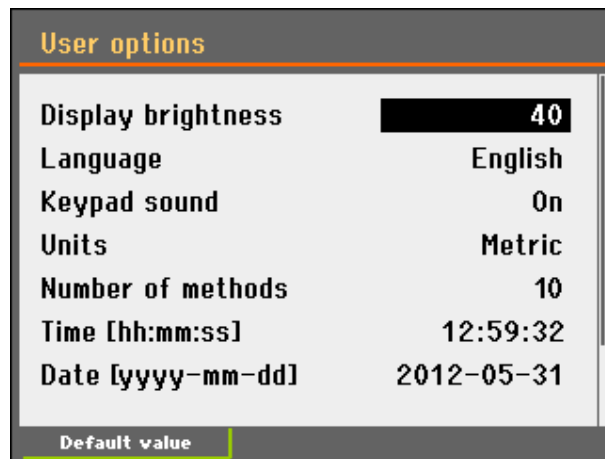 User options
Display brightness 40
Language English
Keypad sound On
Units Metric
Number of methods 10
Time [hh:mm:ss] 12:59:32
Date [yyyy-mm-dd] 2012-05-31
Default value